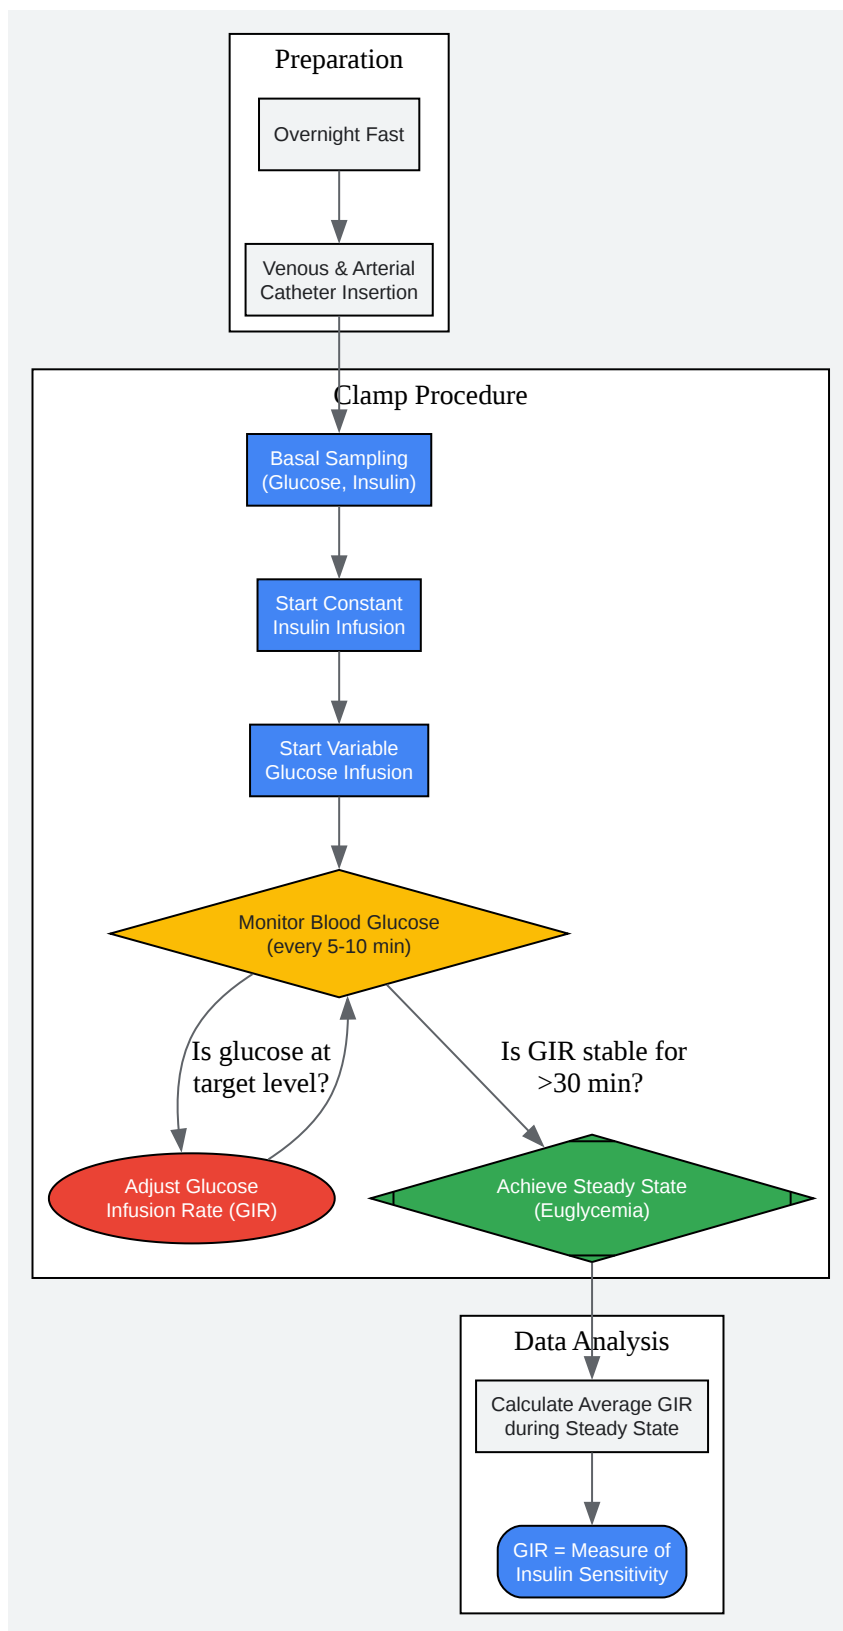 Preparation
Overnight Fast
Venous & Arterial
Catheter Insertion
Clamp Procedure
Basal Sampling
(Glucose, Insulin)
Start Constant
Insulin Infusion
Start Variable
Glucose Infusion
Monitor Blood Glucose
(every 5-10 min)
Is glucose at
target level?
Is GIR stable for
>30 min?
Adjust Glucose
Infusion Rate (GIR)
Achieve Steady State
(Euglycemia)
Data Analysis
Calculate Average GIR
during Steady State
GIR = Measure of
Insulin Sensitivity